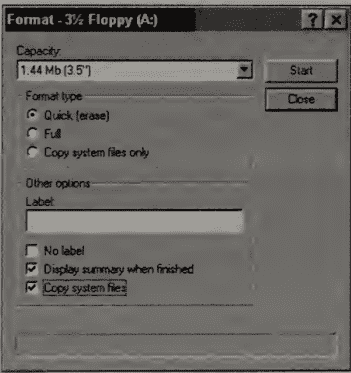 Format - 3½ Floppy (A:)
Capacity:
1.44 Mb (3.5")
Start
Close
Format type
Quick (erase)
Full
Copy system files only
Other options
Label:
No label
Display summary when finished
Copy system files